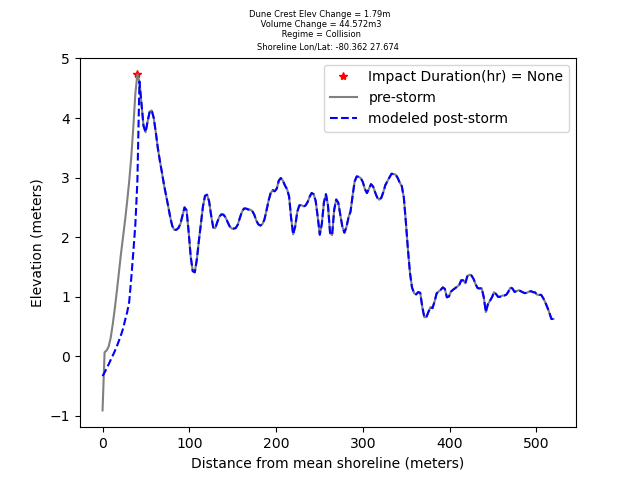 Dune Crest Elev Change = 1.79m
Volume Change = 44.572m3
Regime = Collision
Shoreline Lon/Lat: -80.362 27.674
Impact Duration(hr) = None
pre-storm
modeled post-storm
Elevation (meters)
5
4
3
2
1
0
−1
0 100 200 300 400 500
Distance from mean shoreline (meters)